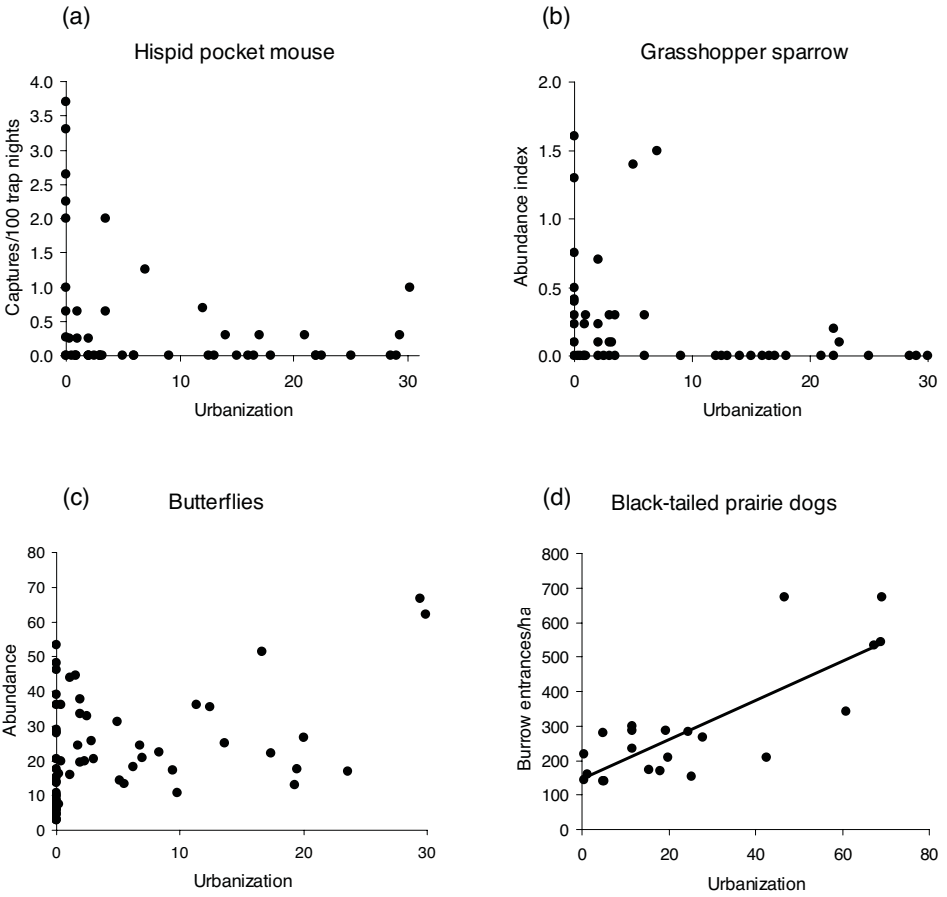 (a)
Hispid pocket mouse
Captures/100 trap nights
4.0
3.5
3.0
2.5
2.0
1.5
1.0
0.5
0.0
0 10 20 30
Urbanization
(b)
Grasshopper sparrow
Abundance index
2.0
1.5
1.0
0.5
0.0
0 10 20 30
Urbanization
(c)
Butterflies
Abundance
80
70
60
50
40
30
20
10
0
0 10 20 30
Urbanization
(d)
Black-tailed prairie dogs
Burrow entrances/ha
800
700
600
500
400
300
200
100
0
0 20 40 60 80
Urbanization